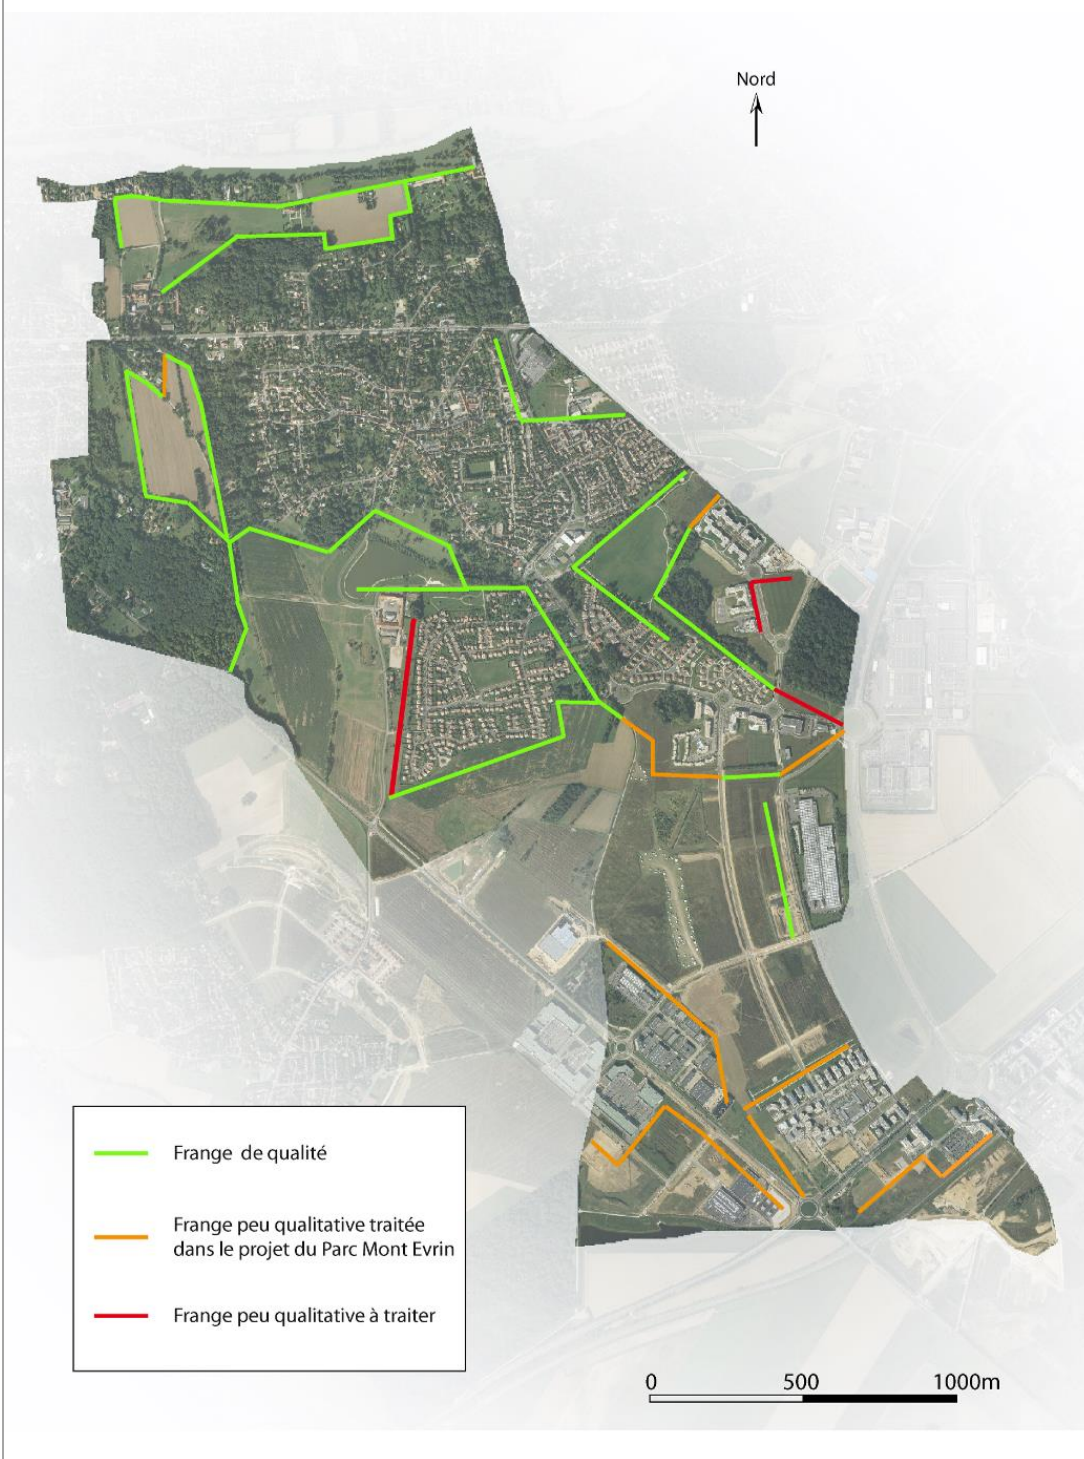 Nord
Frange de qualité
Frange peu qualitative traitée
dans le projet du Parc Mont Evrin
Frange peu qualitative à traiter
0 500 1000m